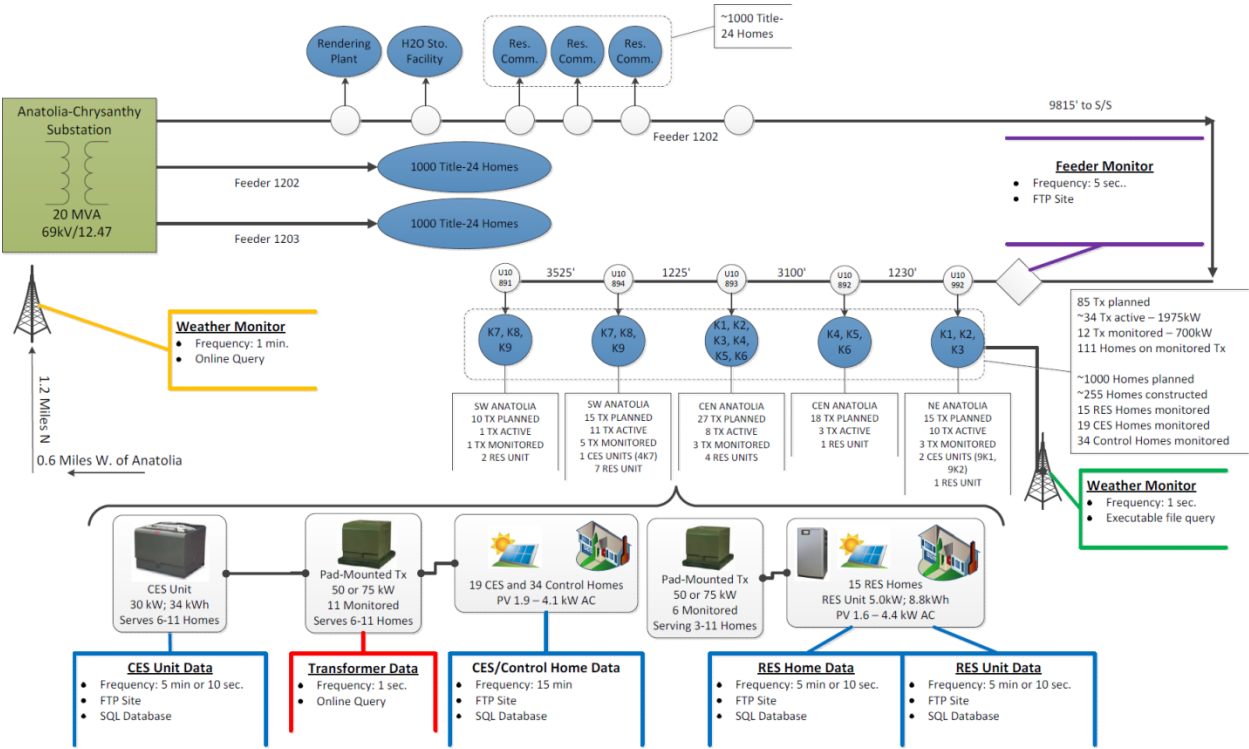 ~1000 Title-
24 Homes
Rendering
Plant
H2O Sto.
Facility
Res.
Comm.
Res.
Comm.
Res.
Comm.
Anatolia-Chrysanthy
Substation
20 MVA
69kV/12.47
9815' to S/S
Feeder 1202
1000 Title-24 Homes
Feeder 1202
1000 Title-24 Homes
Feeder 1203
Feeder Monitor
• Frequency: 5 sec..
• FTP Site
U10
891
3525'
U10
894
1225'
U10
893
3100'
U10
892
1230'
U10
992
K7, K8,
K9
K7, K8,
K9
K1, K2,
K3, K4,
K5, K6
K4, K5,
K6
K1, K2,
K3
85 Tx planned
~34 Tx active – 1975kW
12 Tx monitored – 700kW
111 Homes on monitored Tx
~1000 Homes planned
~255 Homes constructed
15 RES Homes monitored
19 CES Homes monitored
34 Control Homes monitored
Weather Monitor
• Frequency: 1 min.
• Online Query
1.2 Miles N
0.6 Miles W. of Anatolia
SW ANATOLIA
10 TX PLANNED
1 TX ACTIVE
1 TX MONITORED
2 RES UNIT
SW ANATOLIA
15 TX PLANNED
11 TX ACTIVE
5 TX MONITORED
1 CES UNITS (4K7)
7 RES UNIT
CEN ANATOLIA
27 TX PLANNED
8 TX ACTIVE
3 TX MONITORED
4 RES UNITS
CEN ANATOLIA
18 TX PLANNED
3 TX ACTIVE
1 RES UNIT
NE ANATOLIA
15 TX PLANNED
10 TX ACTIVE
3 TX MONITORED
2 CES UNITS (9K1,
9K2)
1 RES UNIT
Weather Monitor
• Frequency: 1 sec.
• Executable file query
CES Unit
30 kW; 34 kWh
Serves 6-11 Homes
Pad-Mounted Tx
50 or 75 kW
11 Monitored
Serves 6-11 Homes
19 CES and 34 Control Homes
PV 1.9 – 4.1 kW AC
Pad-Mounted Tx
50 or 75 kW
6 Monitored
Serving 3-11 Homes
15 RES Homes
RES Unit 5.0kW; 8.8kWh
PV 1.6 – 4.4 kW AC
CES Unit Data
• Frequency: 5 min or 10 sec.
• FTP Site
• SQL Database
Transformer Data
• Frequency: 1 sec.
• Online Query
CES/Control Home Data
• Frequency: 15 min
• FTP Site
• SQL Database
RES Home Data
• Frequency: 5 min or 10 sec.
• FTP Site
• SQL Database
RES Unit Data
• Frequency: 5 min or 10 sec.
• FTP Site
• SQL Database